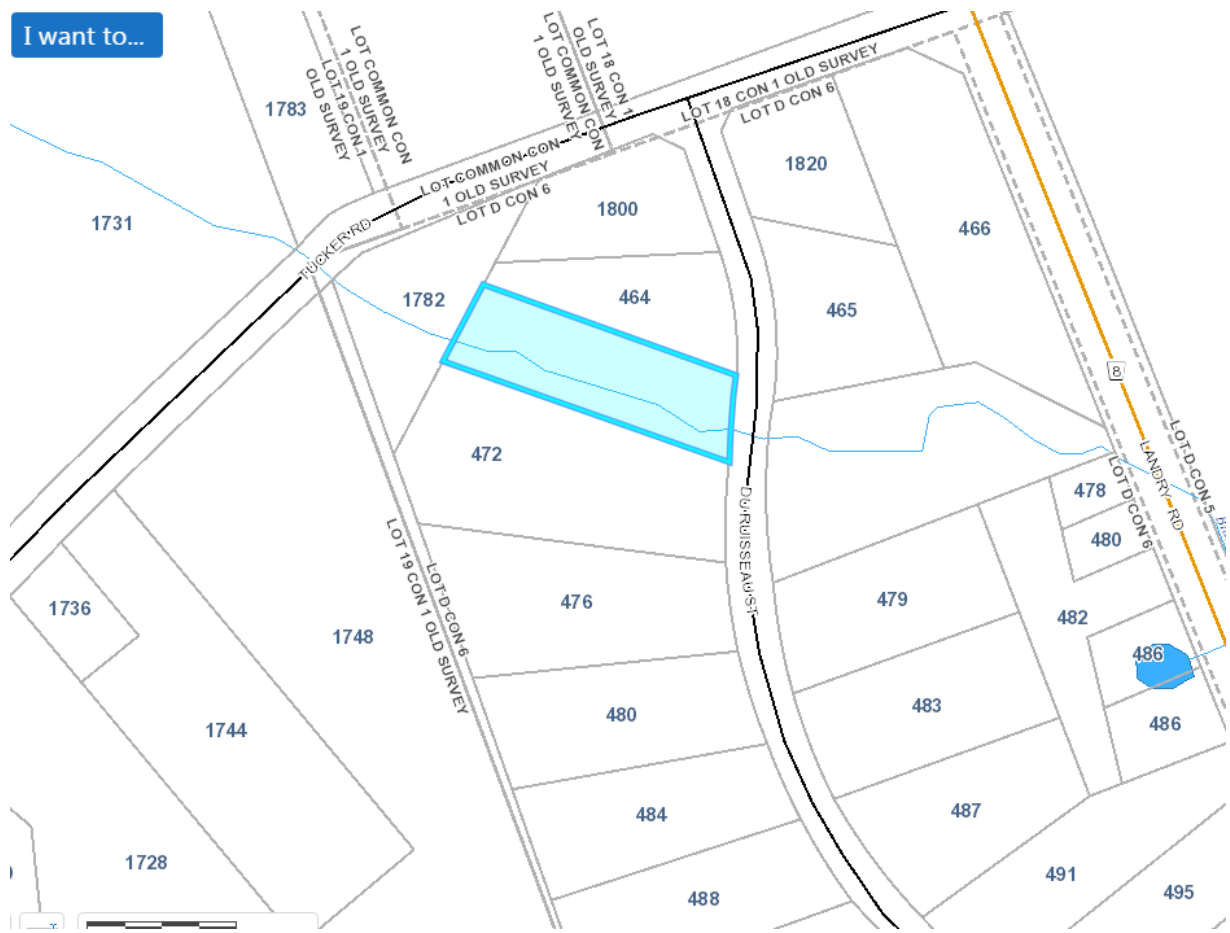 I want to...
LOT COMMON CON
1 OLD SURVEY
LOT 19 CON 1
OLD SURVEY
LOT 18 CON 1
OLD SURVEY
LOT COMMON CON
1 OLD SURVEY
LOT 18 CON 1 OLD SURVEY
LOT D CON 6
1783
LOT COMMON CON
1 OLD SURVEY
LOT D CON 6
1820
1731
1800
466
TUCKER RD
1782
464
465
8
472
LANDRY RD
LOT D CON 5
LOT D CON 6
478
480
DU RUISSEAU ST
LOT D CON 6
LOT 19 CON 1 OLD SURVEY
1736
1748
476
479
482
486
480
483
486
1744
484
487
1728
488
491
495